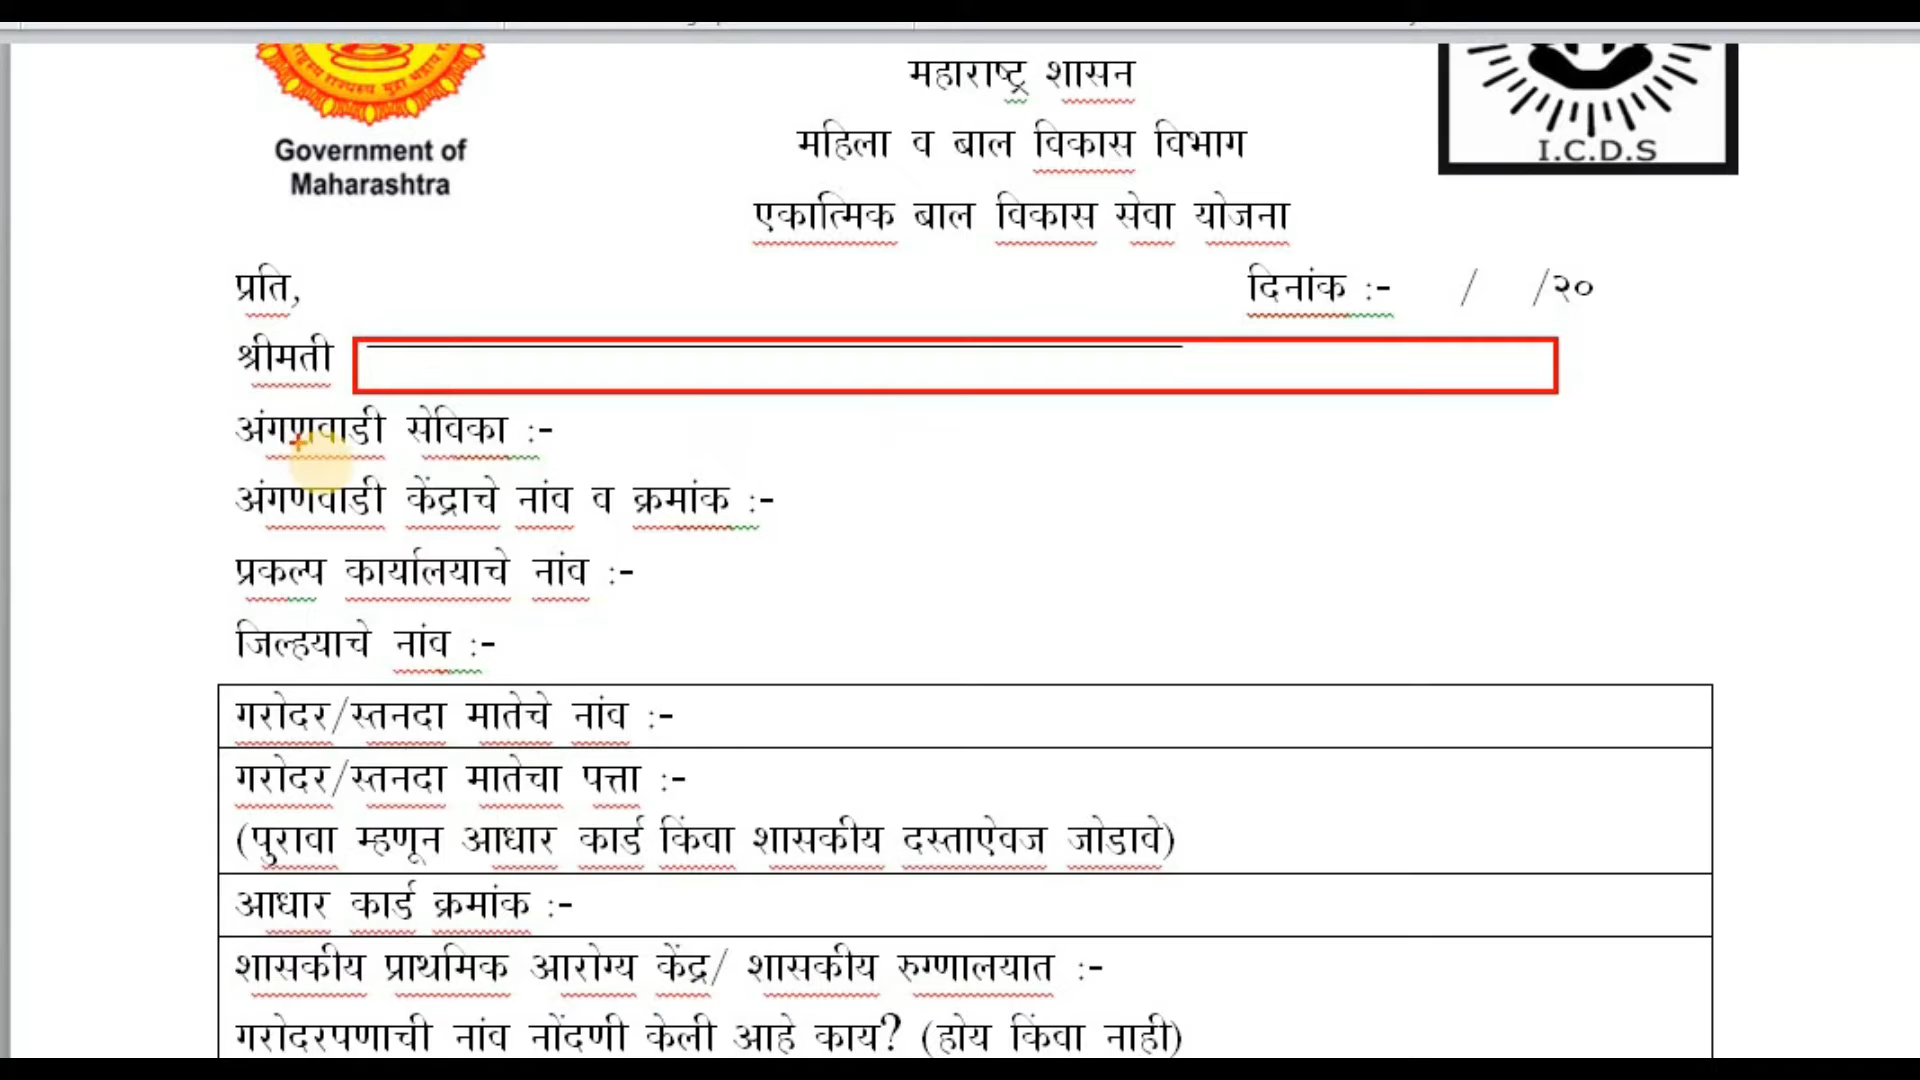 महाराष्ट्र शासन
महिला व बाल विकास विभाग
एकात्मिक बाल विकास सेवा योजना
Government of
Maharashtra
I.C.D.S
प्रति,
दिनांक :- / /२०
श्रीमती
अंगणवाडी सेविका :-
अंगणवाडी केंद्राचे नांव व क्रमांक :-
प्रकल्प कार्यालयाचे नांव :-
जिल्हयाचे नांव :-
गरोदर/स्तनदा मातेचे नांव :-
गरोदर/स्तनदा मातेचा पत्ता :-
(पुरावा म्हणून आधार कार्ड किंवा शासकीय दस्ताऐवज जोडावे)
आधार कार्ड क्रमांक :-
शासकीय प्राथमिक आरोग्य केंद्र/ शासकीय रुग्णालयात :-
गरोदरपणाची नांव नोंदणी केली आहे काय? (होय किंवा नाही)